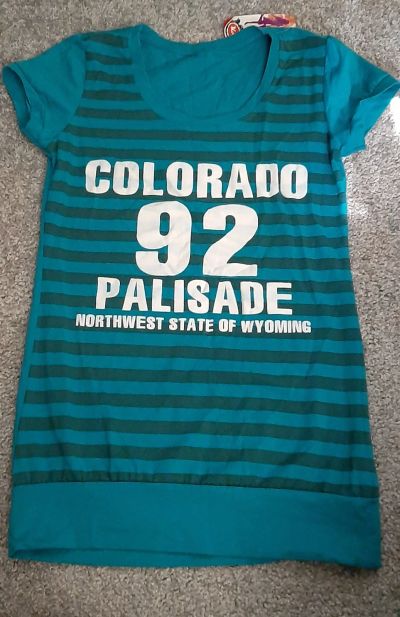 COLORADO
92
PALISADE
NORTHWEST STATE OF WYOMING